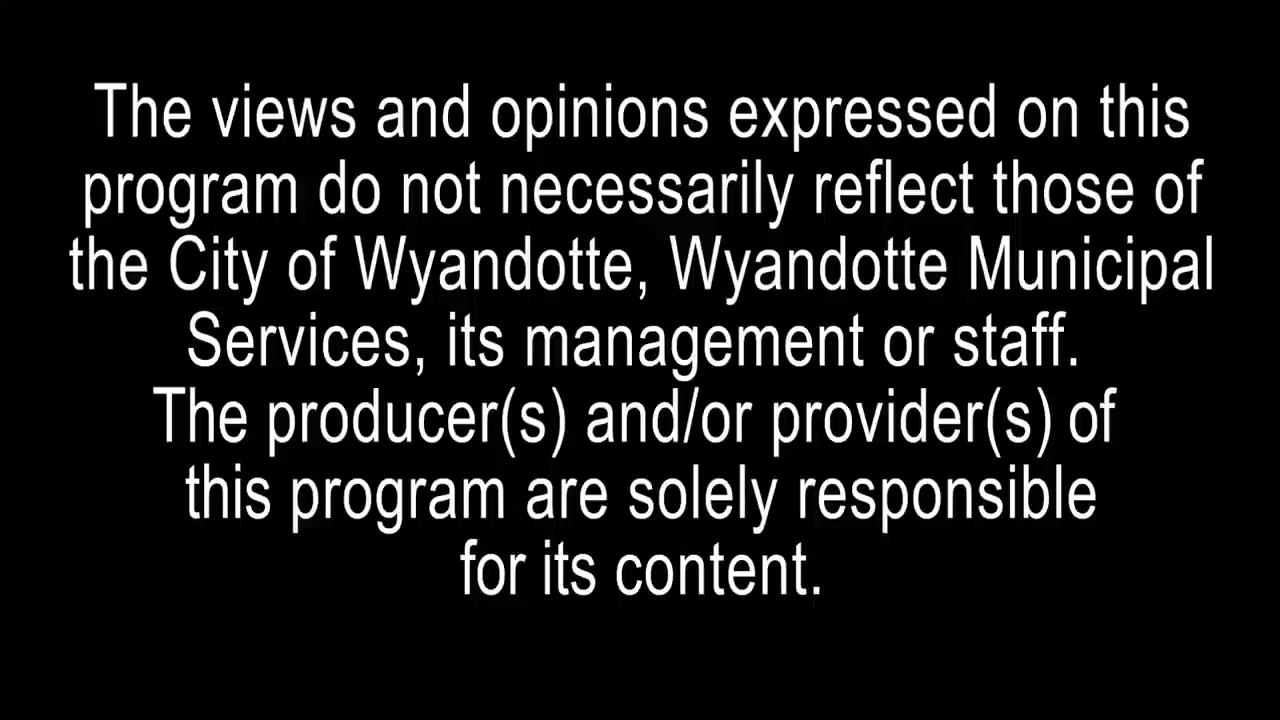 The views and opinions expressed on this
program do not necessarily reflect those of
the City of Wyandotte, Wyandotte Municipal
Services, its management or staff.
The producer(s) and/or provider(s) of
this program are solely responsible
for its content.